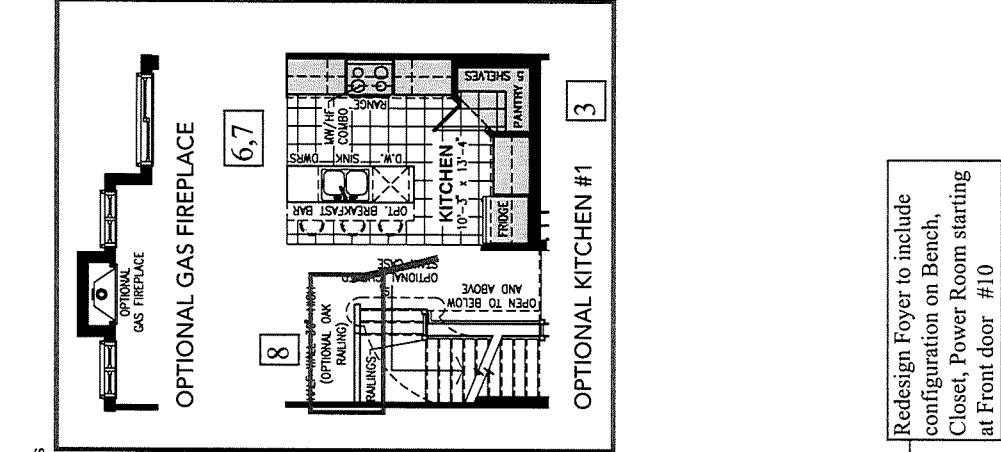 OPTIONAL
GAS FIREPLACE
OPTIONAL GAS FIREPLACE
6,7
5
SHELVES
PANTRY
RANGE
MW/HF
COMBO
DWRS
SINK
D.W.
OPT. BREAKFAST BAR
KITCHEN
10'-3" x 13'-4"
FRIDGE
8
(OPTIONAL OAK
RAILING)
RAILINGS
OPTIONAL
OPEN TO BELOW
AND ABOVE
OPTIONAL KITCHEN #1
3
Redesign Foyer to include
configuration on Bench,
Closet, Power Room starting
at Front door #10